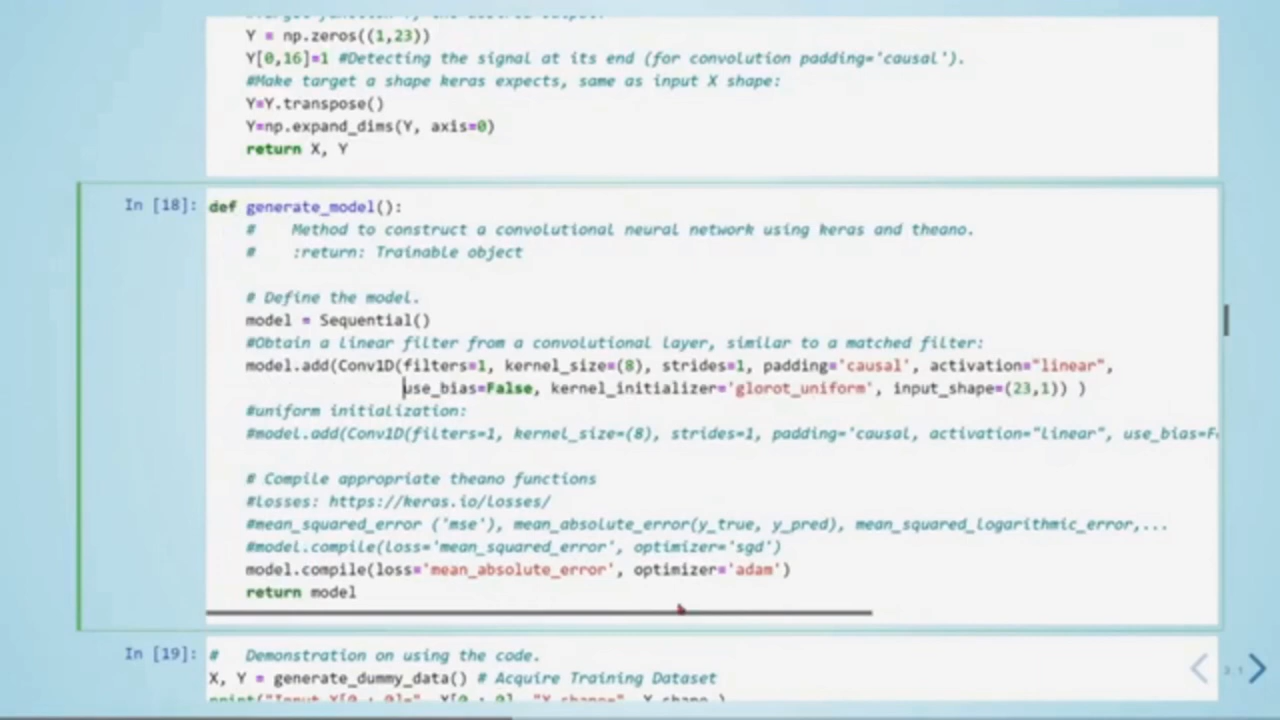 Y = np.zeros((1,23))
Y[0,16]=1 #Detecting the signal at its end (for convolution padding='causal').
#Make target a shape keras expects, same as input X shape:
Y=Y.transpose()
Y=np.expand_dims(Y, axis=0)
return X, Y
In [18]: def generate_model():
# Method to construct a convolutional neural network using keras and theano.
# :return: Trainable object
# Define the model.
model = Sequential()
#Obtain a linear filter from a convolutional layer, similar to a matched filter:
model.add(Conv1D(filters=1, kernel_size=(8), strides=1, padding='causal', activation="linear",
use_bias=False, kernel_initializer='glorot_uniform', input_shape=(23,1)) )
#uniform initialization:
#model.add(Conv1D(filters=1, kernel_size=(8), strides=1, padding='causal, activation="linear", use_bias=F
# Compile appropriate theano functions
#losses: https://keras.io/losses/
#mean_squared_error ('mse'), mean_absolute_error(y_true, y_pred), mean_squared_logarithmic_error,...
#model.compile(loss='mean_squared_error', optimizer='sgd')
model.compile(loss='mean_absolute_error', optimizer='adam')
return model
In [19]: # Demonstration on using the code.
X, Y = generate_dummy_data() # Acquire Training Dataset